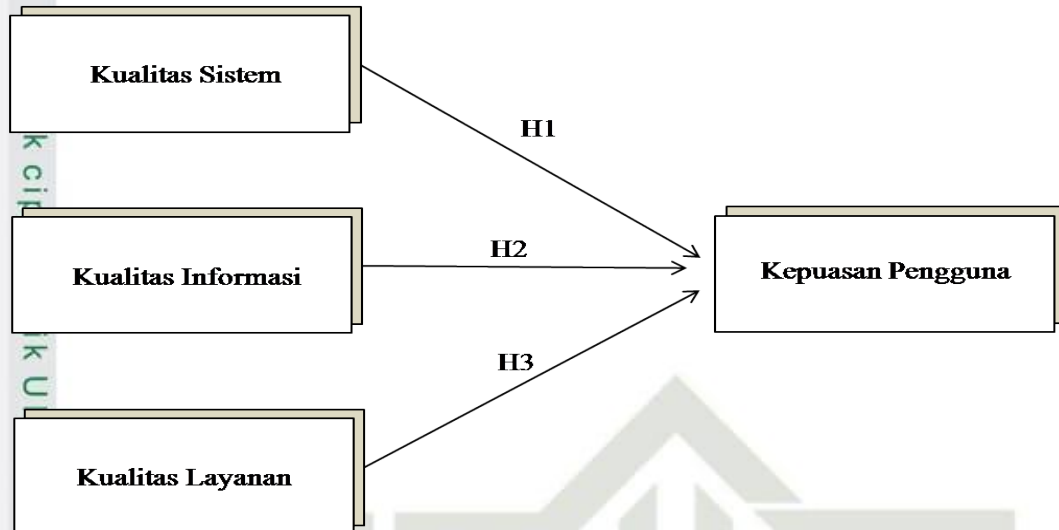 Kualitas Sistem
H1
Kualitas Informasi
H2
Kepuasan Pengguna
H3
Kualitas Layanan